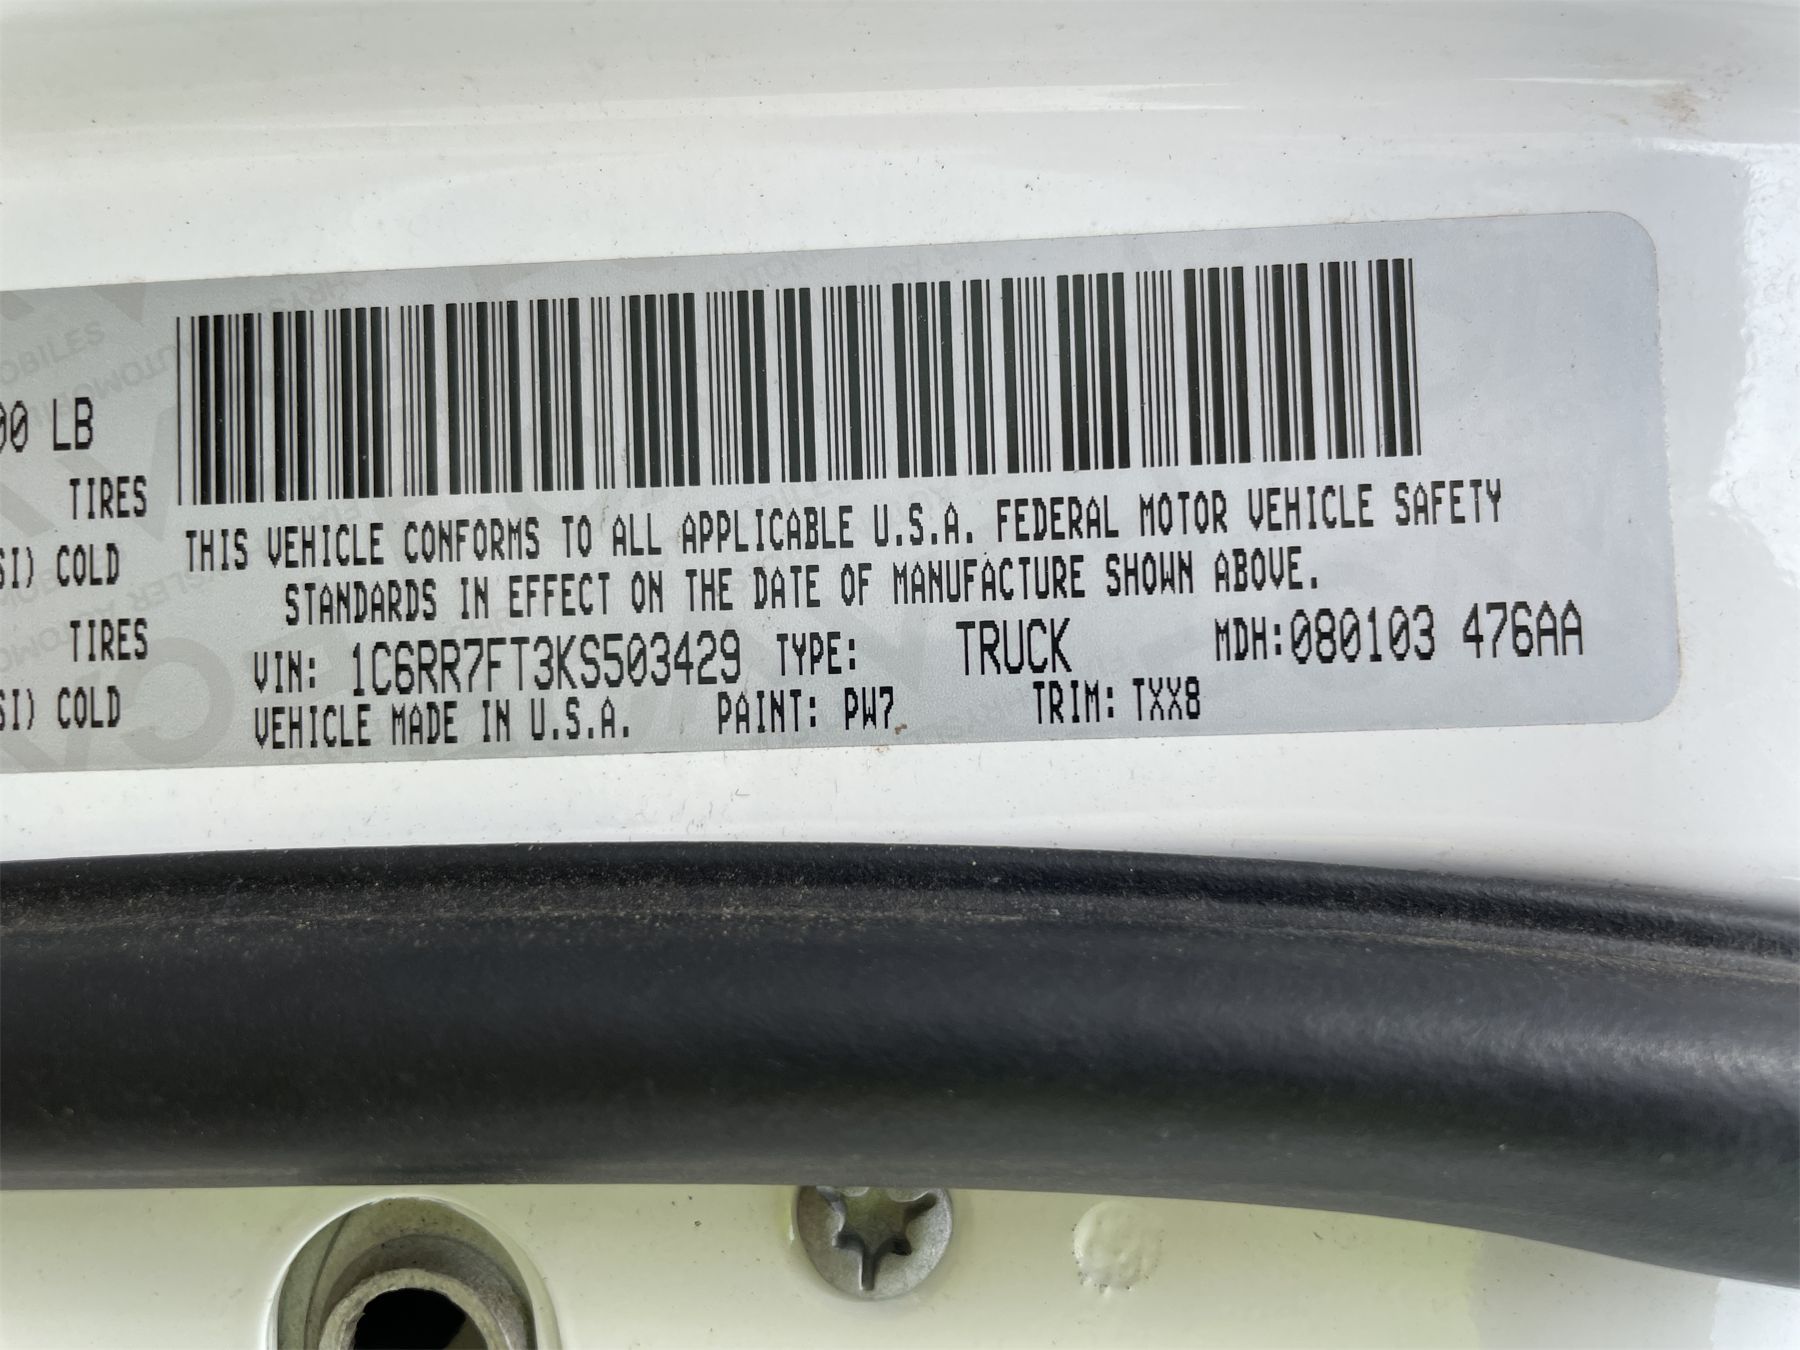 00 LB
TIRES
SI) COLD
TIRES
SI) COLD
THIS VEHICLE CONFORMS TO ALL APPLICABLE U.S.A. FEDERAL MOTOR VEHICLE SAFETY
STANDARDS IN EFFECT ON THE DATE OF MANUFACTURE SHOWN ABOVE.
VIN: 1C6RR7FT3KS503429 TYPE: TRUCK MDH:080103 476AA
VEHICLE MADE IN U.S.A. PAINT: PW7 TRIM: TXX8